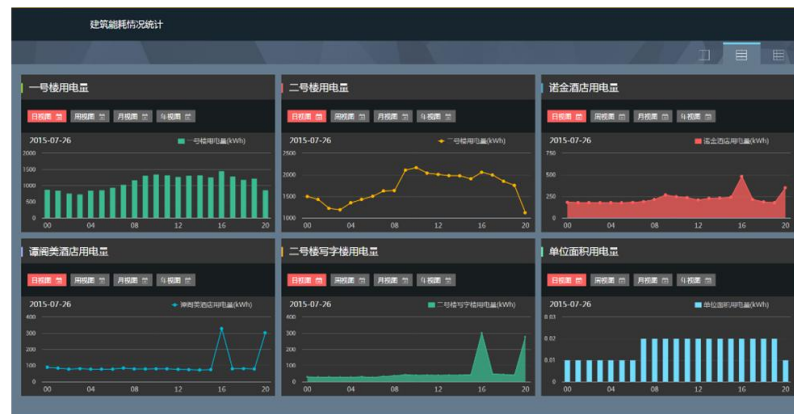 建筑能耗情况统计
一号楼用电量
日视图 周视图 月视图 年视图
2015-07-26
一号楼用电量(kWh)
2000
1500
1000
500
0
00 04 08 12 16 20
二号楼用电量
日视图 周视图 月视图 年视图
2015-07-26
二号楼用电量(kWh)
2500
2000
1500
1000
00 04 08 12 16 20
诺金酒店用电量
日视图 周视图 月视图 年视图
2015-07-26
诺金酒店用电量(kWh)
750
500
250
0
00 04 08 12 16 20
谭阁美酒店用电量
日视图 周视图 月视图 年视图
2015-07-26
谭阁美酒店用电量(kWh)
400
300
200
100
0
00 04 08 12 16 20
二号楼写字楼用电量
日视图 周视图 月视图 年视图
2015-07-26
二号楼写字楼用电量(kWh)
400
300
200
100
0
00 04 08 12 16 20
单位面积用电量
日视图 周视图 月视图 年视图
2015-07-26
单位面积用电量(kWh)
0.03
0.02
0.01
0
00 04 08 12 16 20